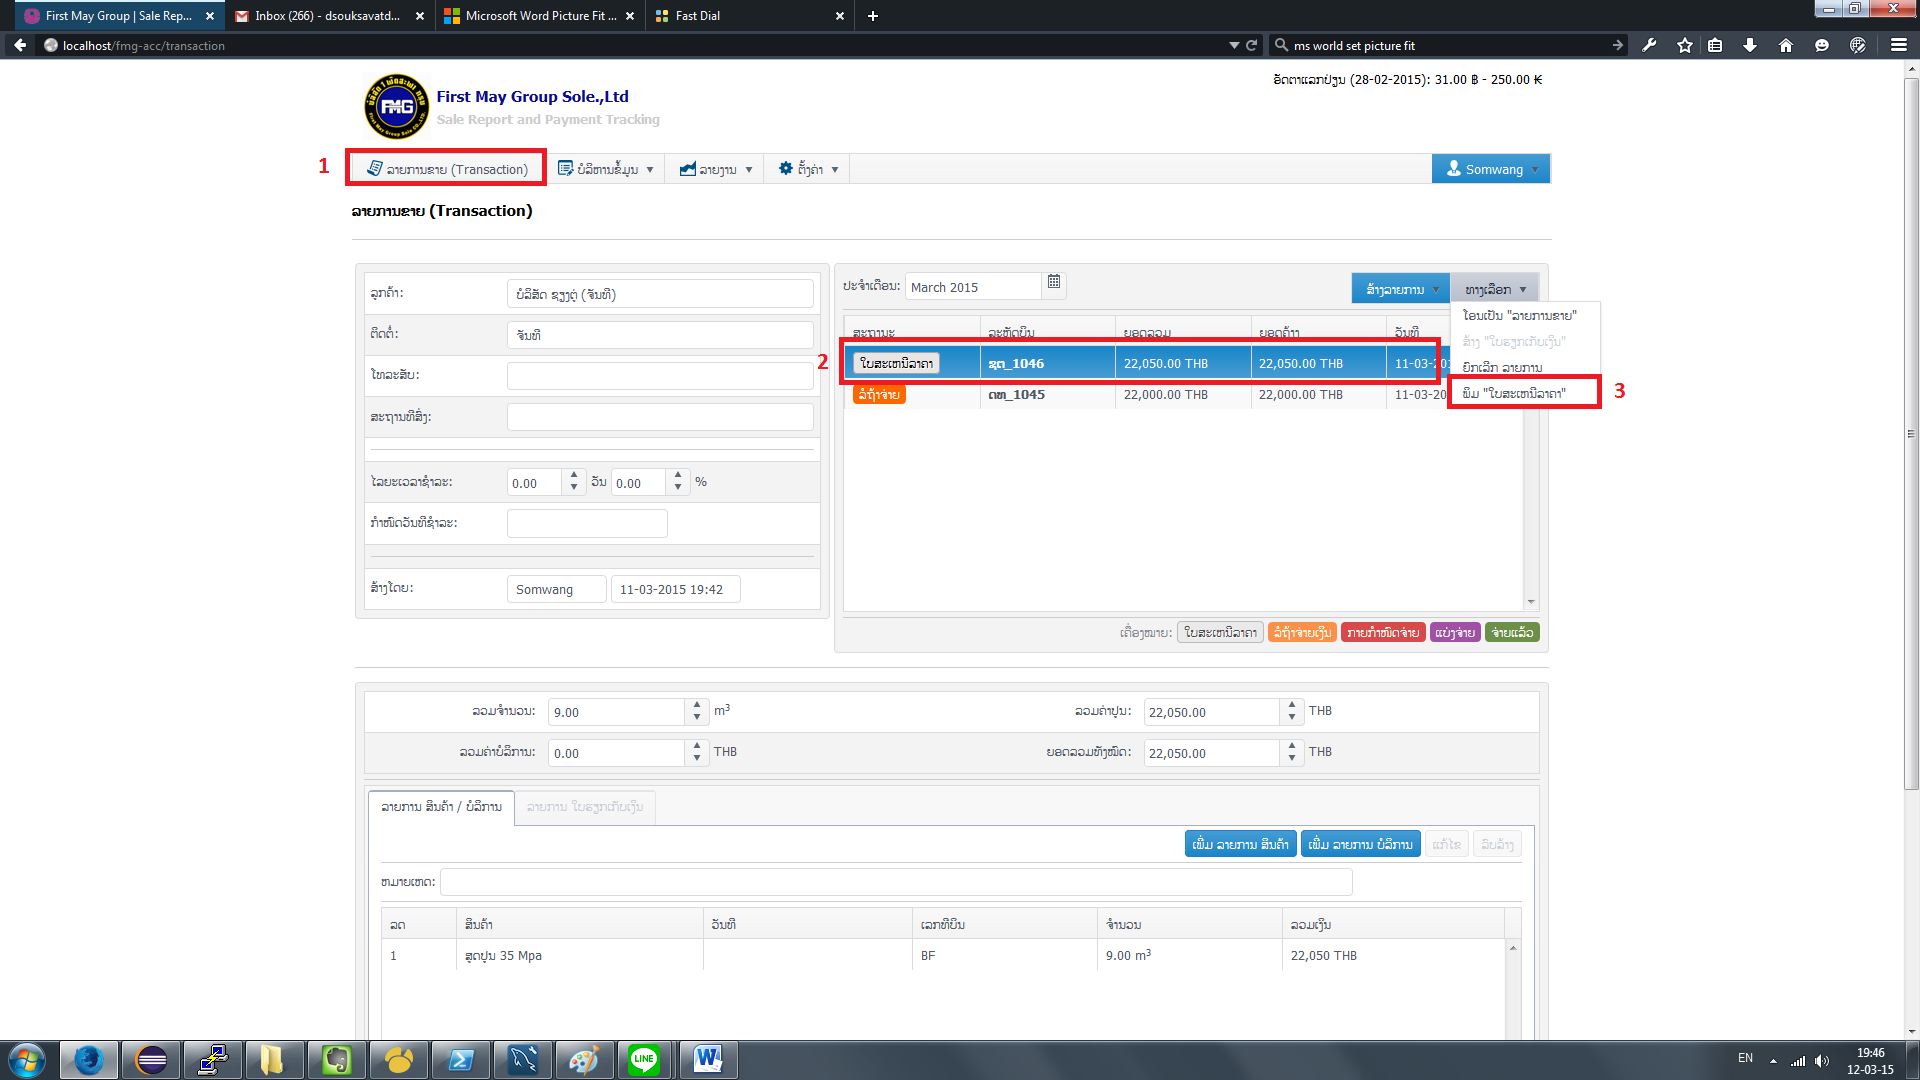 First May Group | Sale Rep...
Inbox (266) - dsouksavatd...
Microsoft Word Picture Fit ...
Fast Dial
localhost/fmg-acc/transaction
ms world set picture fit
ອັດຕາແລກປ່ຽນ (28-02-2015): 31.00 ฿ - 250.00 ₭
FMG
First May Group Sole.,Ltd
Sale Report and Payment Tracking
1
ລາຍການຂາຍ (Transaction)
ບໍລິຫານຂໍ້ມູນ
ລາຍງານ
ຕັ້ງຄ່າ
Somwang
ລາຍການຂາຍ (Transaction)
ລູກຄ້າ:
ບໍລິສັດ ຊຽງຕູ່ (ຈັນທີ)
ຕິດຕໍ່:
ຈັນທີ
ໂທລະສັບ:
ສະຖານທີ່ສົ່ງ:
ໄລຍະເວລາຊຳລະ:
0.00 ວັນ 0.00 %
ກຳໜົດວັນທີຊຳລະ:
ສ້າງໂດຍ:
Somwang 11-03-2015 19:42
ປະຈຳເດືອນ: March 2015
ສ້າງລາຍການ
ທາງເລືອກ
ໂອນເປັນ "ລາຍການຂາຍ"
ສ້າງ "ໃບຮຽກເກັບເງິນ"
ຍົກເລີກ ລາຍການ
ພິມ "ໃບສະເໜີລາຄາ"
3
ສະຖານະ ລະຫັດບິນ ຍອດລວມ ຍອດຄ້າງ ວັນທີ
2
ໃບສະເໜີລາຄາ ຊຕ_1046 22,050.00 THB 22,050.00 THB 11-03-20
ລໍຖ້າຈ່າຍ ດທ_1045 22,000.00 THB 22,000.00 THB 11-03-20
ເຄື່ອງໝາຍ: ໃບສະເໜີລາຄາ ລໍຖ້າຈ່າຍເງິນ ກາຍກຳໜົດຈ່າຍ ແບ່ງຈ່າຍ ຈ່າຍແລ້ວ
ລວມຈຳນວນ: 9.00 m³
ລວມຄ່າປູນ: 22,050.00 THB
ລວມຄ່າບໍລິການ: 0.00 THB
ຍອດລວມທັງໝົດ: 22,050.00 THB
ລາຍການ ສິນຄ້າ / ບໍລິການ
ລາຍການ ໃບຮຽກເກັບເງິນ
ເພີ່ມ ລາຍການ ສິນຄ້າ
ເພີ່ມ ລາຍການ ບໍລິການ
ແກ້ໄຂ
ລົບລ້າງ
ຫມາຍເຫດ:
ລດ ສິນຄ້າ ວັນທີ ເລກທີບິນ ຈຳນວນ ລວມເງິນ
1 ສູດປູນ 35 Mpa BF 9.00 m³ 22,050 THB
LINE
EN
19:46
12-03-15